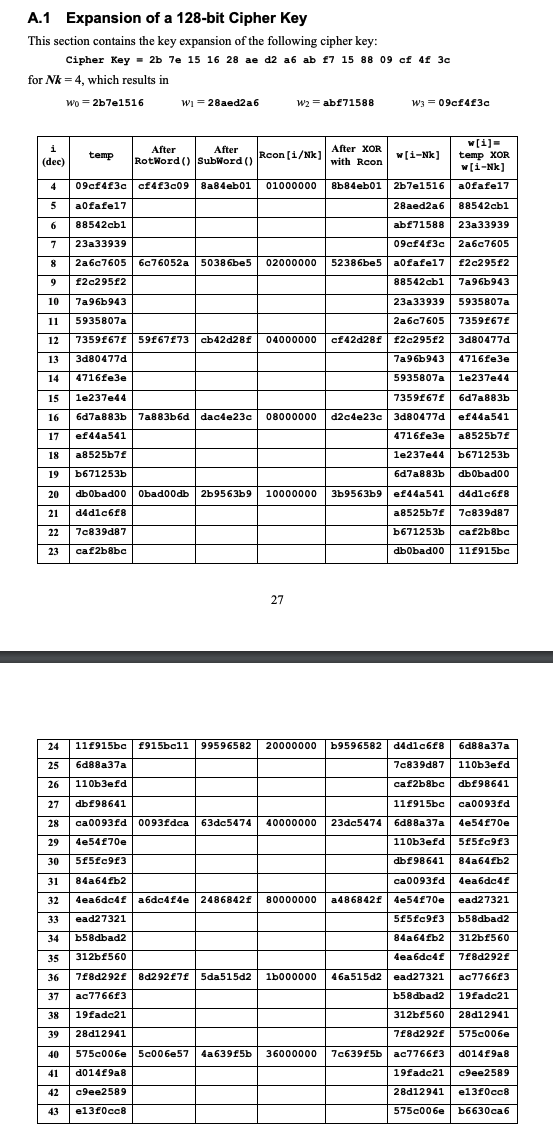 A.1 Expansion of a 128-bit Cipher Key
This section contains the key expansion of the following cipher key:
Cipher Key = 2b 7e 15 16 28 ae d2 a6 ab f7 15 88 09 cf 4f 3c
for Nk = 4, which results in
w0 = 2b7e1516 w1 = 28aed2a6 w2 = abf71588 w3 = 09cf4f3c
i (dec) temp After RotWord() After SubWord() Rcon[i/Nk] After XOR with Rcon w[i-Nk] w[i]= temp XOR w[i-Nk]
4 09cf4f3c cf4f3c09 8a84eb01 01000000 8b84eb01 2b7e1516 a0fafe17
5 a0fafe17 28aed2a6 88542cb1
6 88542cb1 abf71588 23a33939
7 23a33939 09cf4f3c 2a6c7605
8 2a6c7605 6c76052a 50386be5 02000000 52386be5 a0fafe17 f2c295f2
9 f2c295f2 88542cb1 7a96b943
10 7a96b943 23a33939 5935807a
11 5935807a 2a6c7605 7359f67f
12 7359f67f 59f67f73 cb42d28f 04000000 cf42d28f f2c295f2 3d80477d
13 3d80477d 7a96b943 4716fe3e
14 4716fe3e 5935807a 1e237e44
15 1e237e44 7359f67f 6d7a883b
16 6d7a883b 7a883b6d dac4e23c 08000000 d2c4e23c 3d80477d ef44a541
17 ef44a541 4716fe3e a8525b7f
18 a8525b7f 1e237e44 b671253b
19 b671253b 6d7a883b db0bad00
20 db0bad00 0bad00db 2b9563b9 10000000 3b9563b9 ef44a541 d4d1c6f8
21 d4d1c6f8 a8525b7f 7c839d87
22 7c839d87 b671253b caf2b8bc
23 caf2b8bc db0bad00 11f915bc
27
24 11f915bc f915bc11 99596582 20000000 b9596582 d4d1c6f8 6d88a37a
25 6d88a37a 7c839d87 110b3efd
26 110b3efd caf2b8bc dbf98641
27 dbf98641 11f915bc ca0093fd
28 ca0093fd 0093fdca 63dc5474 40000000 23dc5474 6d88a37a 4e54f70e
29 4e54f70e 110b3efd 5f5fc9f3
30 5f5fc9f3 dbf98641 84a64fb2
31 84a64fb2 ca0093fd 4ea6dc4f
32 4ea6dc4f a6dc4f4e 2486842f 80000000 a486842f 4e54f70e ead27321
33 ead27321 5f5fc9f3 b58dbad2
34 b58dbad2 84a64fb2 312bf560
35 312bf560 4ea6dc4f 7f8d292f
36 7f8d292f 8d292f7f 5da515d2 1b000000 46a515d2 ead27321 ac7766f3
37 ac7766f3 b58dbad2 19fadc21
38 19fadc21 312bf560 28d12941
39 28d12941 7f8d292f 575c006e
40 575c006e 5c006e57 4a639f5b 36000000 7c639f5b ac7766f3 d014f9a8
41 d014f9a8 19fadc21 c9ee2589
42 c9ee2589 28d12941 e13f0cc8
43 e13f0cc8 575c006e b6630ca6